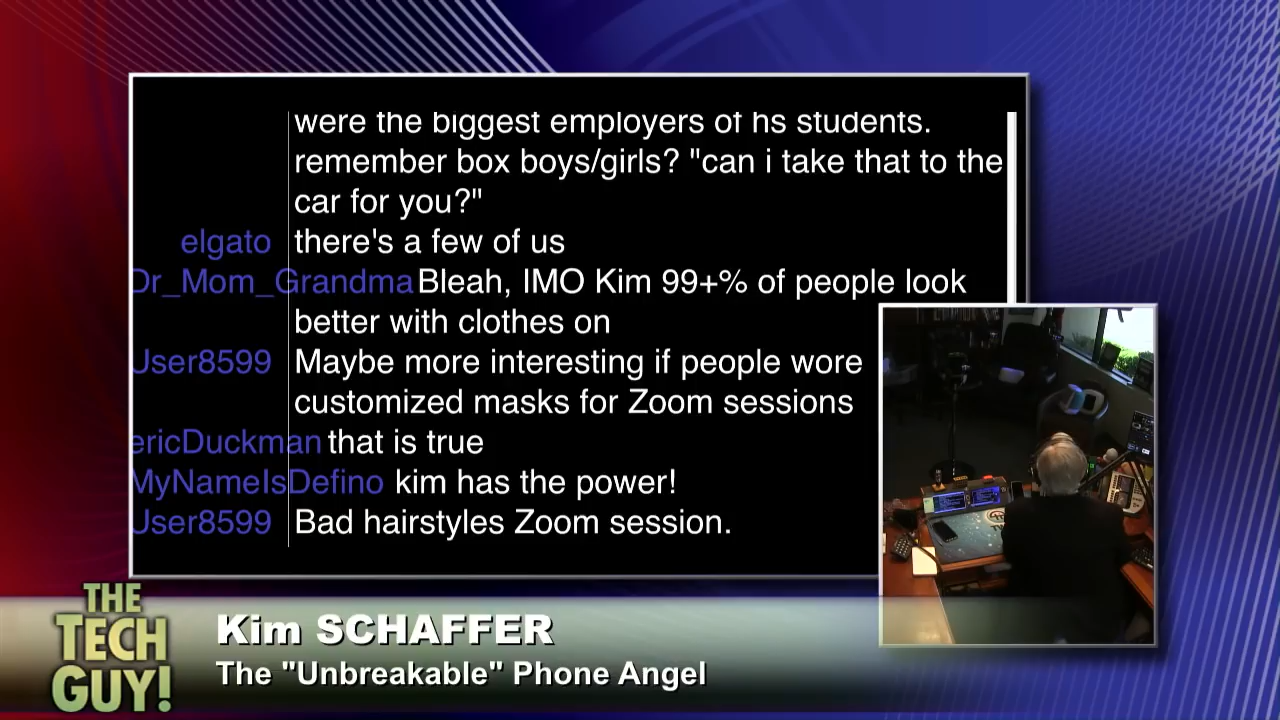 were the biggest employers of hs students.
remember box boys/girls? "can i take that to the
car for you?"
elgato there's a few of us
Dr_Mom_Grandma Bleah, IMO Kim 99+% of people look
better with clothes on
User8599 Maybe more interesting if people wore
customized masks for Zoom sessions
ericDuckman that is true
MyNameIsDefino kim has the power!
User8599 Bad hairstyles Zoom session.
THE
TECH
GUY!
Kim SCHAFFER
The "Unbreakable" Phone Angel